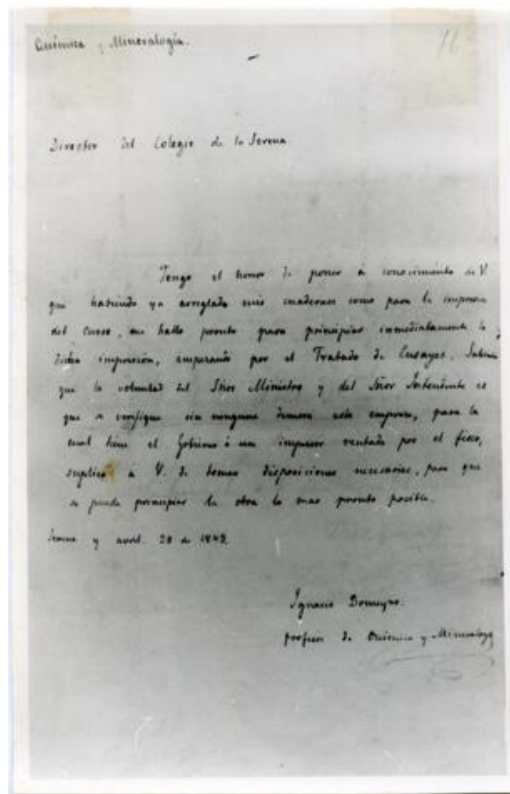 Química y Mineralogía.
Director del Colegio de la Serena
Tengo el honor de poner á conocimiento de V.
que habiendo ya arreglado mis cuadernos como para la impresion
del curso, me hallo pronto para principiar inmediatamente la
dicha impresion, empezando por el Tratado de Ensayes. Sabiendo
que la voluntad del Señor Ministro y del Señor Intendente es
que se verifique sin ninguna demora esta empresa, para la
cual tiene el Gobierno á un impresor rentado por el fisco,
suplico á V. de tomar disposiciones necesarias, para que
se pueda principiar la obra lo mas pronto posible.
Serena y avril 28 de 1843.
Ignacio Domeyko.
profesor de Química y Mineralogía